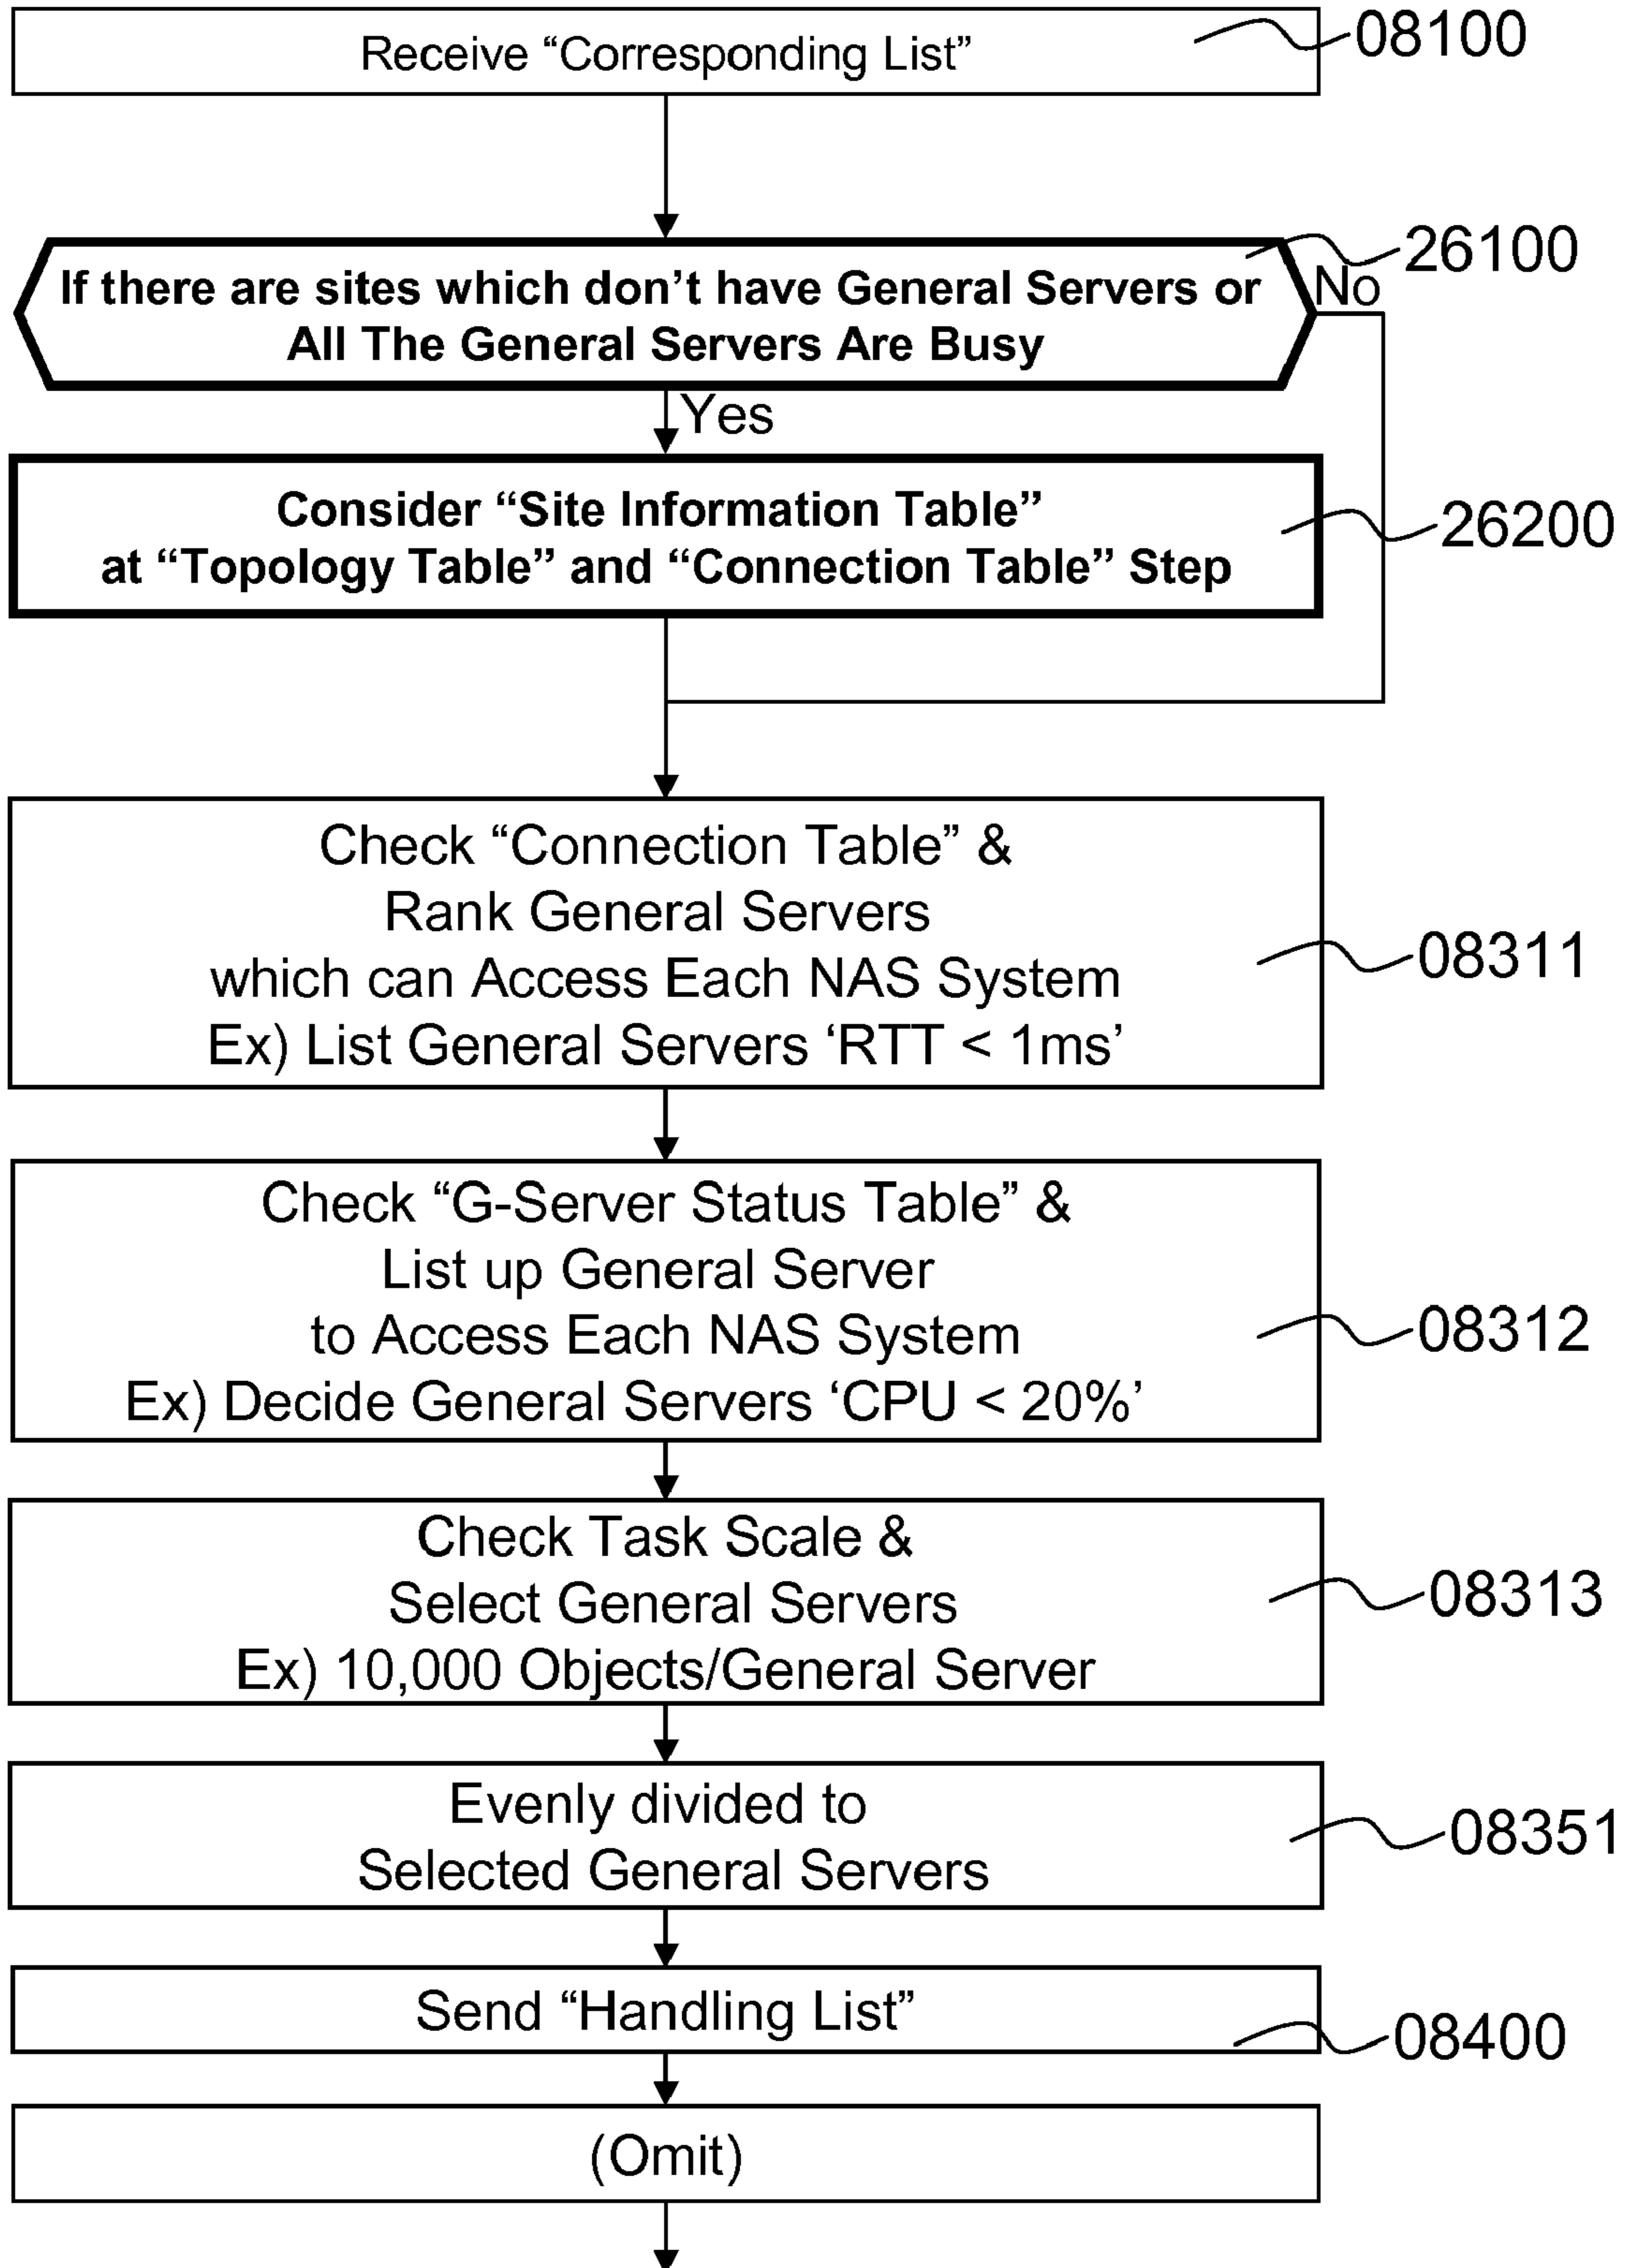 Receive “Corresponding List”
08100
26100
If there are sites which don’t have General Servers or
All The General Servers Are Busy
No
Yes
Consider “Site Information Table”
at “Topology Table” and “Connection Table” Step
26200
Check “Connection Table” &
Rank General Servers
which can Access Each NAS System
Ex) List General Servers ‘RTT < 1ms’
08311
Check “G-Server Status Table” &
List up General Server
to Access Each NAS System
Ex) Decide General Servers ‘CPU < 20%’
08312
Check Task Scale &
Select General Servers
Ex) 10,000 Objects/General Server
08313
Evenly divided to
Selected General Servers
08351
Send “Handling List”
08400
(Omit)